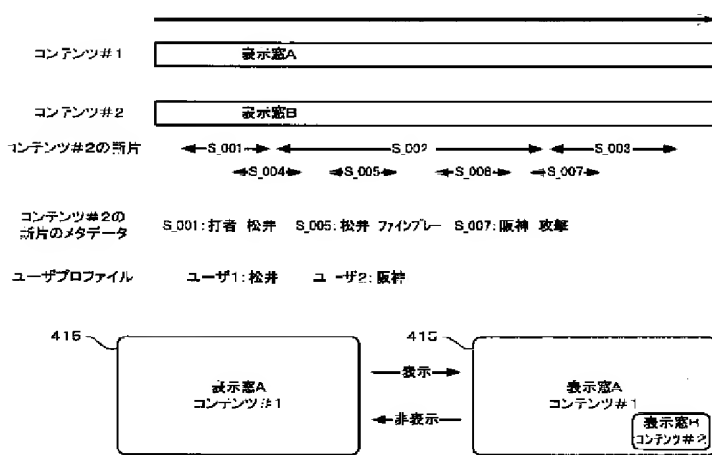 コンテンツ#1
表示窓A
コンテンツ#2
表示窓B
コンテンツ#2の断片
S_001
S_002
S_003
S_004
S_005
S_006
S_007
コンテンツ#2の
断片のメタデータ
S_001:打者 松井 S_005:松井 ファインプレー S_007:阪神 攻撃
ユーザプロファイル
ユーザ1:松井 ユーザ2:阪神
415
415
表示窓A
コンテンツ#1
表示
非表示
表示窓A
コンテンツ#1
表示窓B
コンテンツ#2